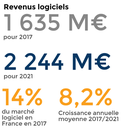 Revenus logiciels
1 635 M€
pour 2017
2 244 M€
pour 2021
14%
du marché
logiciel en
France en 2017
8,2%
Croissance annuelle
moyenne 2017/2021